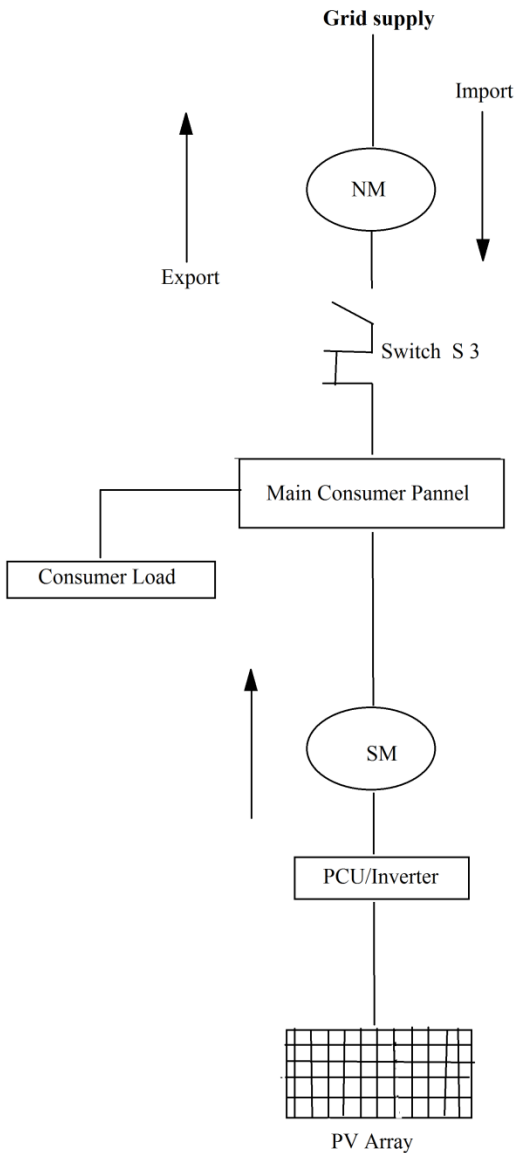 Grid supply
Import
NM
Export
Switch S 3
Main Consumer Pannel
Consumer Load
SM
PCU/Inverter
PV Array